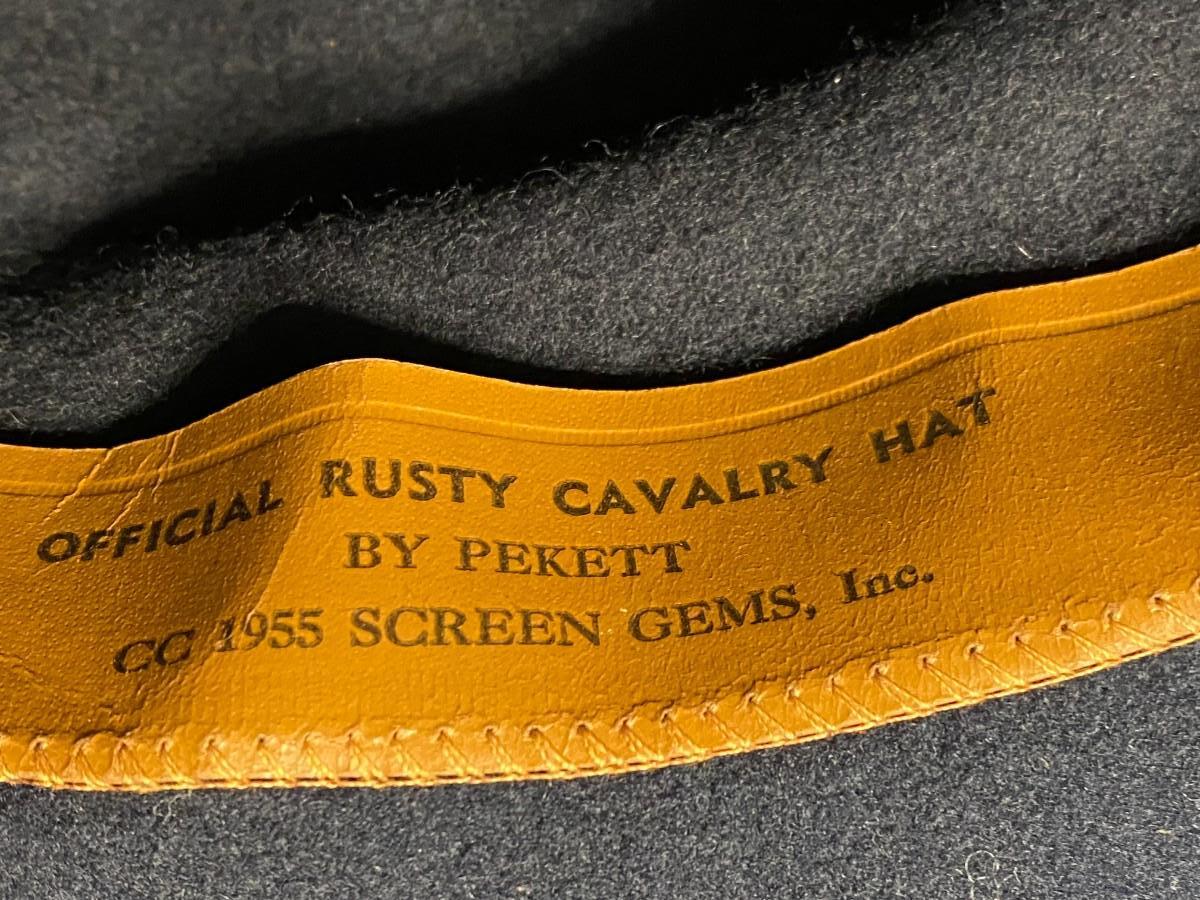 OFFICIAL RUSTY CAVALRY HAT
BY PEKETT
CC 1955 SCREEN GEMS, Inc.